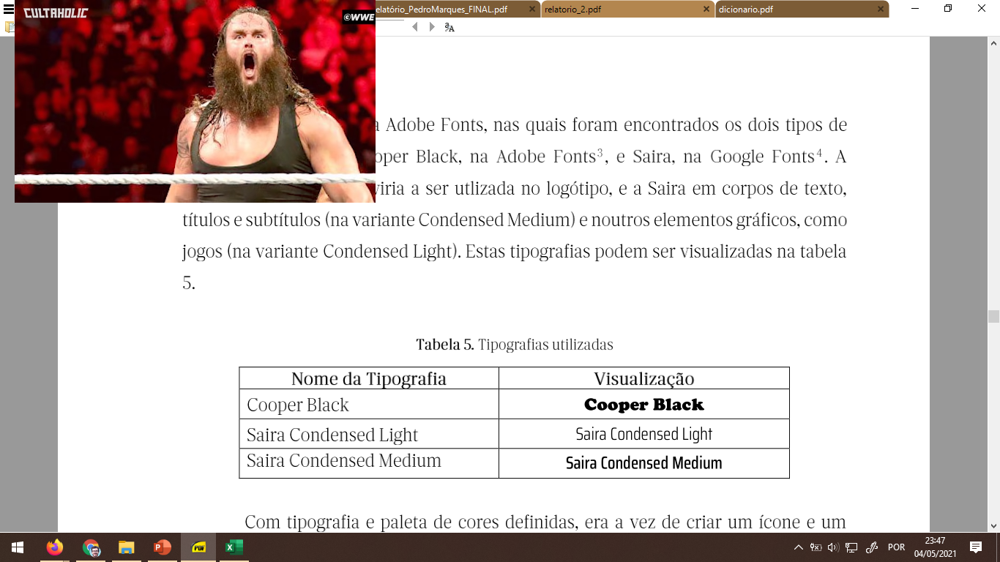 CULTAHOLIC
©WWE
elatório_PedroMarques_FINAL.pdf
relatorio_2.pdf
dicionario.pdf
a Adobe Fonts, nas quais foram encontrados os dois tipos de
oper Black, na Adobe Fonts³, e Saira, na Google Fonts⁴. A
viria a ser utlizada no logótipo, e a Saira em corpos de texto,
títulos e subtítulos (na variante Condensed Medium) e noutros elementos gráficos, como
jogos (na variante Condensed Light). Estas tipografias podem ser visualizadas na tabela
5.
Tabela 5. Tipografias utilizadas
Nome da Tipografia Visualização
Cooper Black Cooper Black
Saira Condensed Light Saira Condensed Light
Saira Condensed Medium Saira Condensed Medium
Com tipografia e paleta de cores definidas, era a vez de criar um ícone e um
PDF
POR
23:47
04/05/2021